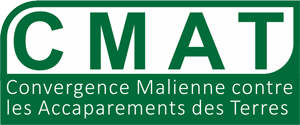 CMAT
Convergence Malienne contre
les Accaparements des Terres